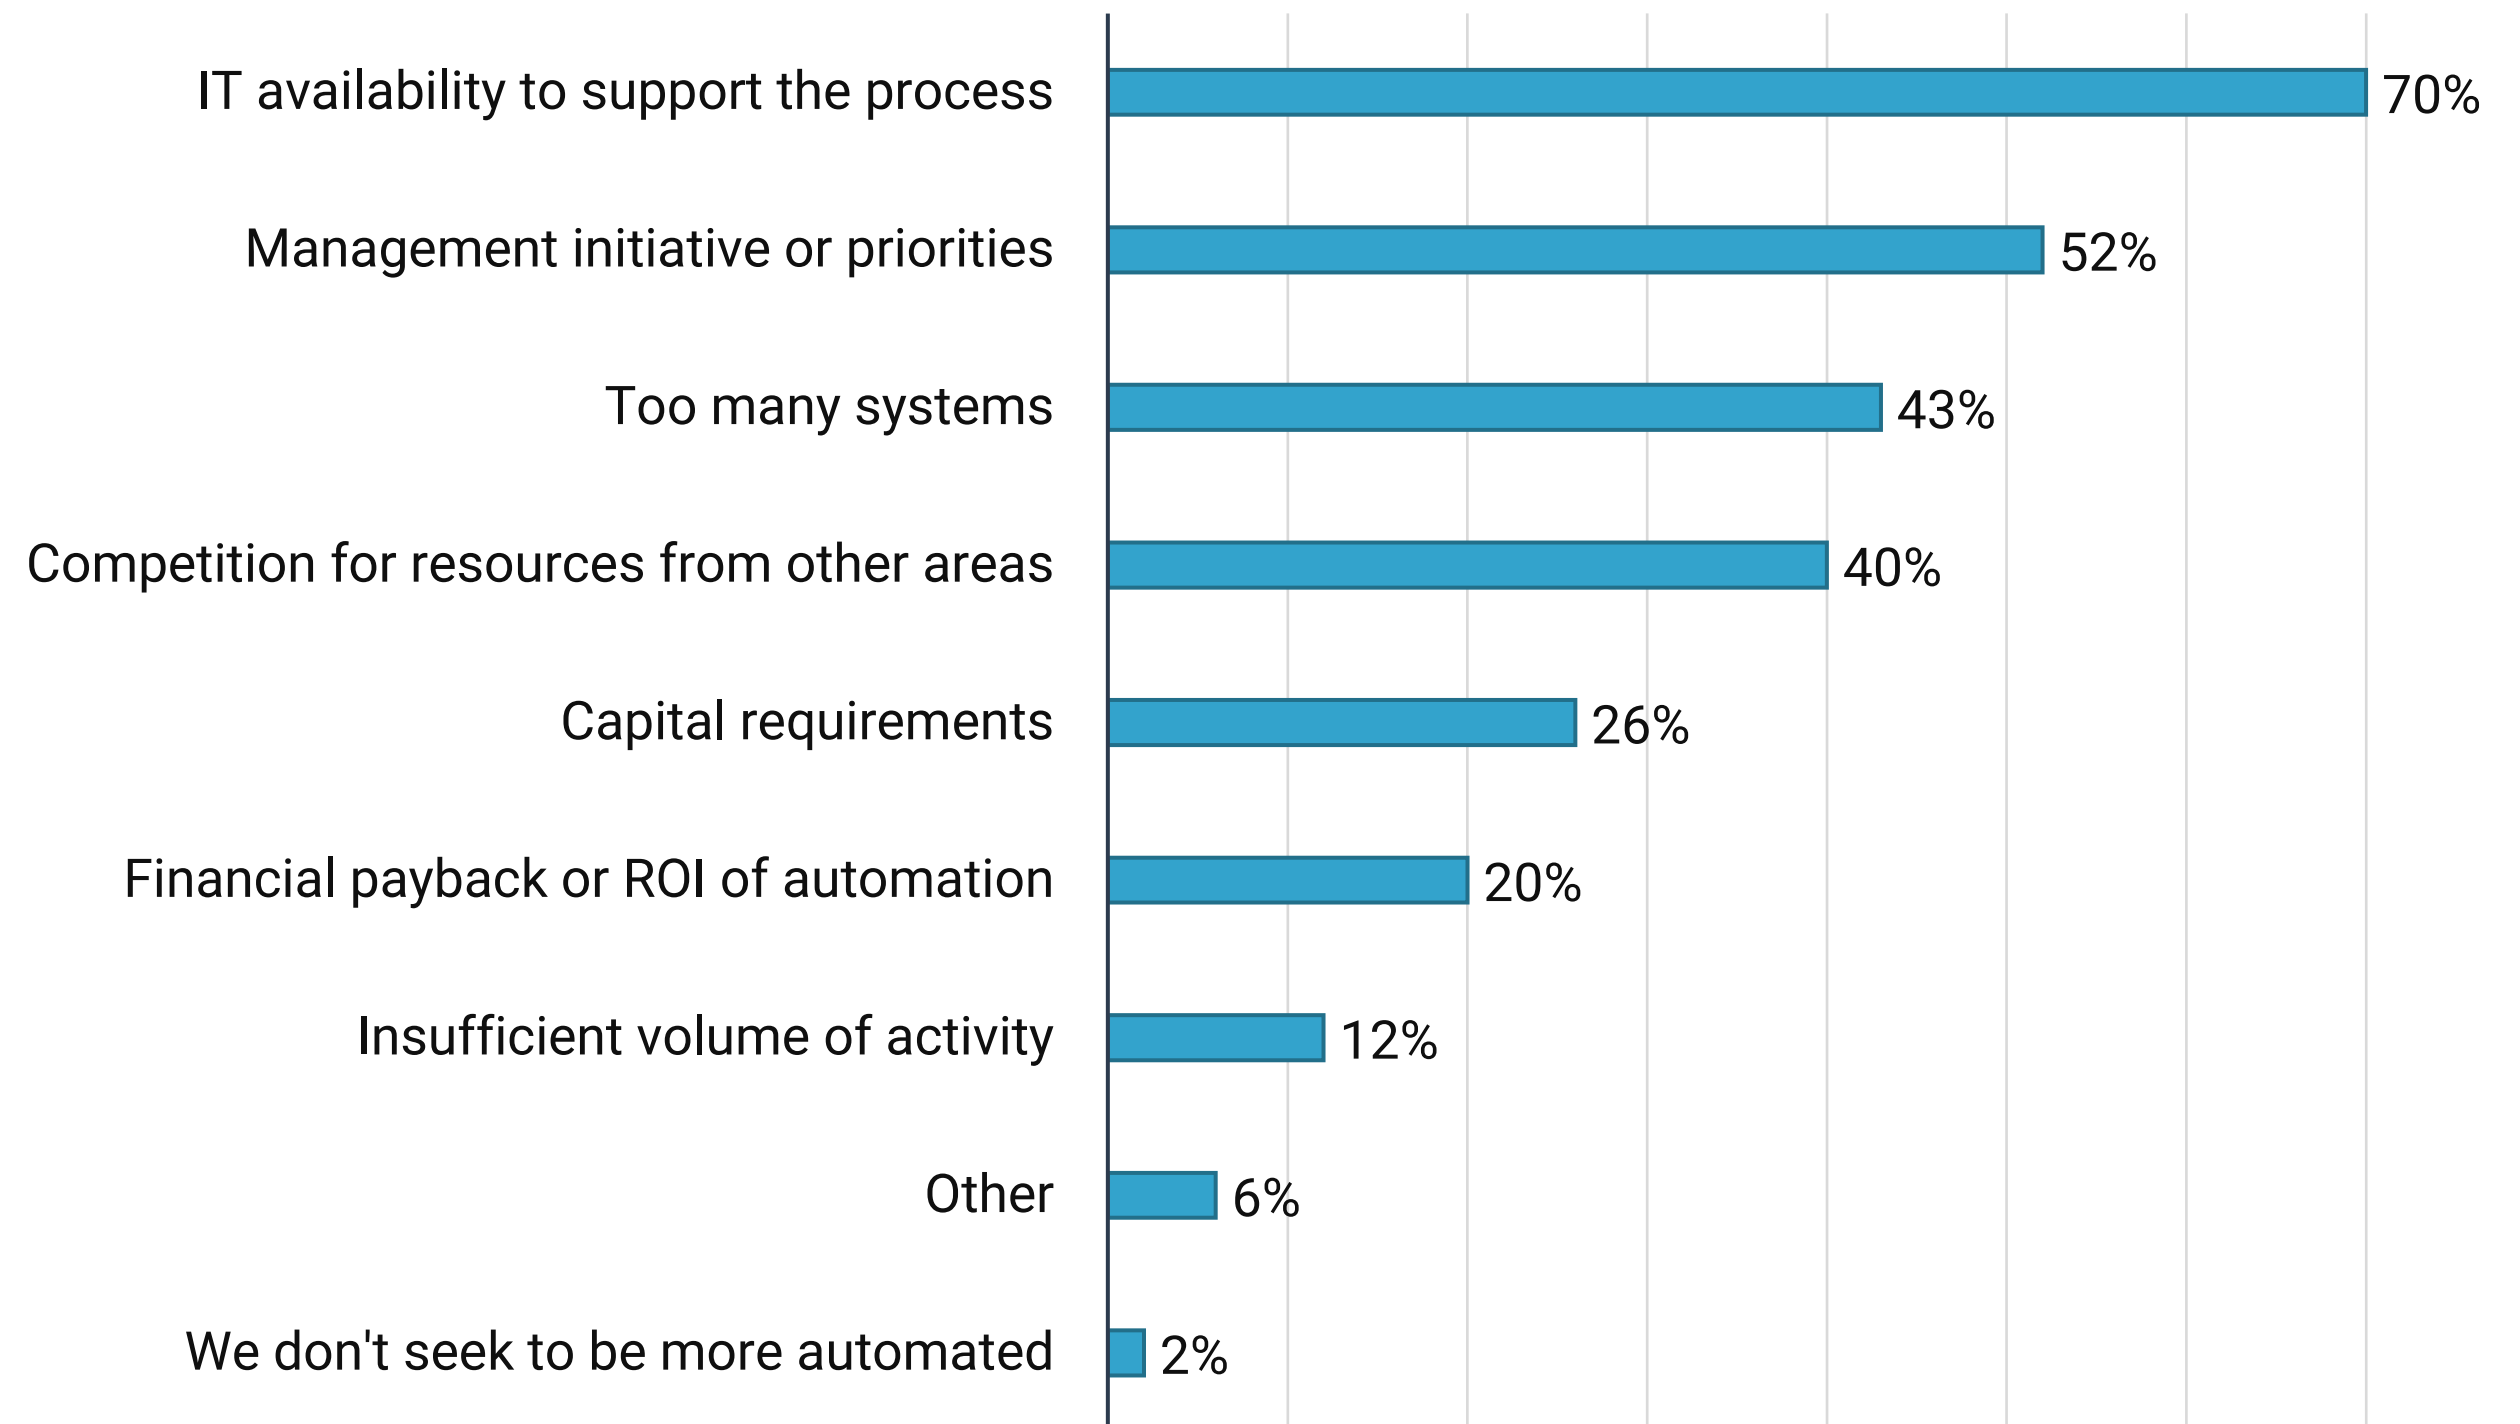 IT availability to support the process 70%
Management initiative or priorities 52%
Too many systems 43%
Competition for resources from other areas 40%
Capital requirements 26%
Financial payback or ROI of automation 20%
Insufficient volume of activity 12%
Other 6%
We don't seek to be more automated 2%